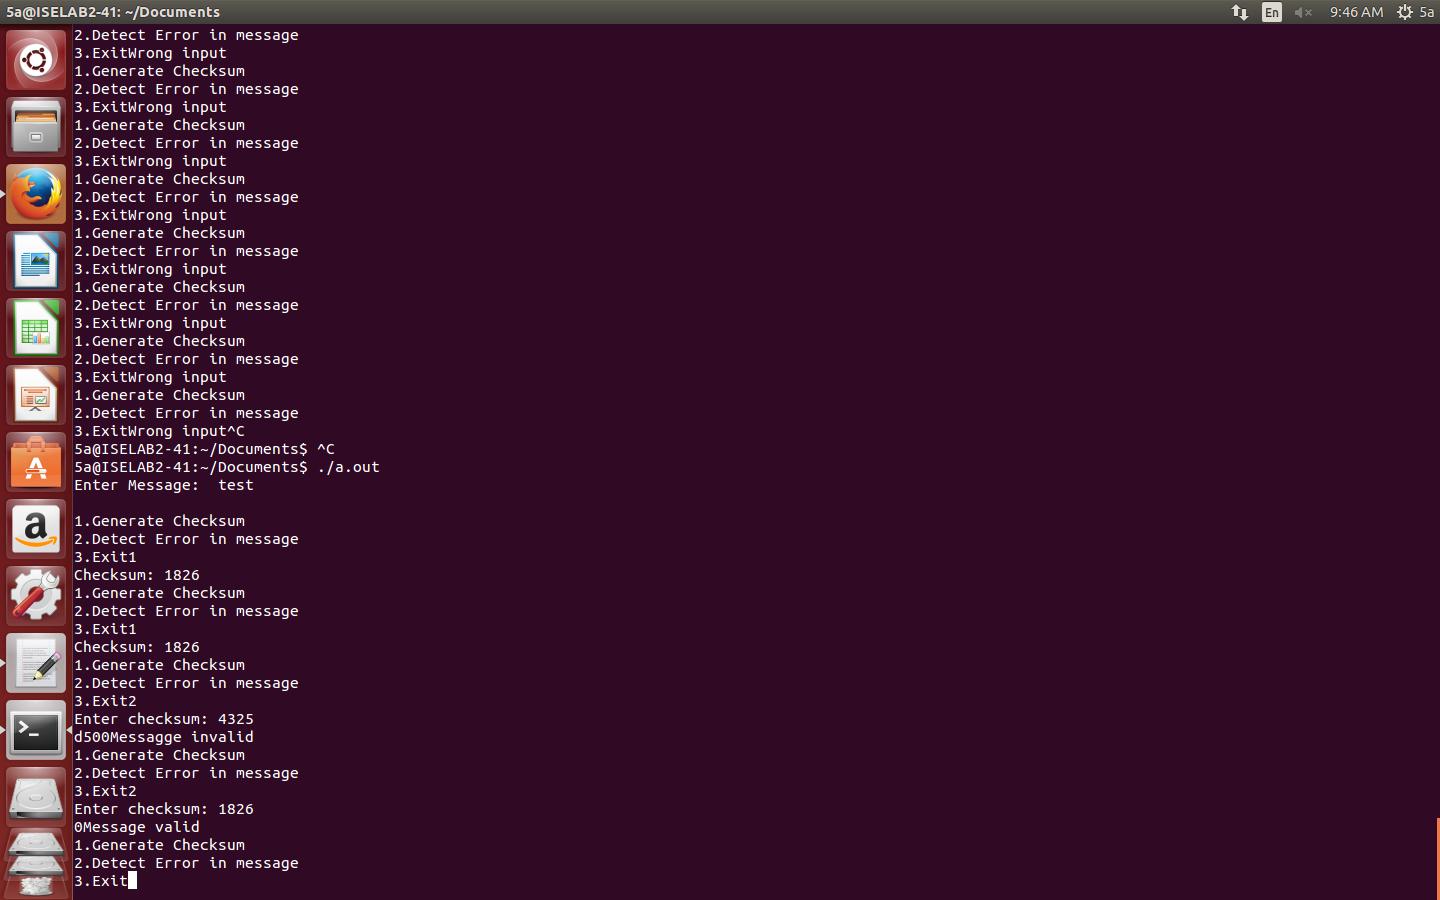 5a@ISELAB2-41: ~/Documents En 9:46 AM 5a
2.Detect Error in message
3.ExitWrong input
1.Generate Checksum
2.Detect Error in message
3.ExitWrong input
1.Generate Checksum
2.Detect Error in message
3.ExitWrong input
1.Generate Checksum
2.Detect Error in message
3.ExitWrong input
1.Generate Checksum
2.Detect Error in message
3.ExitWrong input
1.Generate Checksum
2.Detect Error in message
3.ExitWrong input
1.Generate Checksum
2.Detect Error in message
3.ExitWrong input
1.Generate Checksum
2.Detect Error in message
3.ExitWrong input^C
5a@ISELAB2-41:~/Documents$ ^C
5a@ISELAB2-41:~/Documents$ ./a.out
Enter Message:  test
1.Generate Checksum
2.Detect Error in message
3.Exit1
Checksum: 1826
1.Generate Checksum
2.Detect Error in message
3.Exit1
Checksum: 1826
1.Generate Checksum
2.Detect Error in message
3.Exit2
Enter checksum: 4325
d500Messagge invalid
1.Generate Checksum
2.Detect Error in message
3.Exit2
Enter checksum: 1826
0Message valid
1.Generate Checksum
2.Detect Error in message
3.Exit